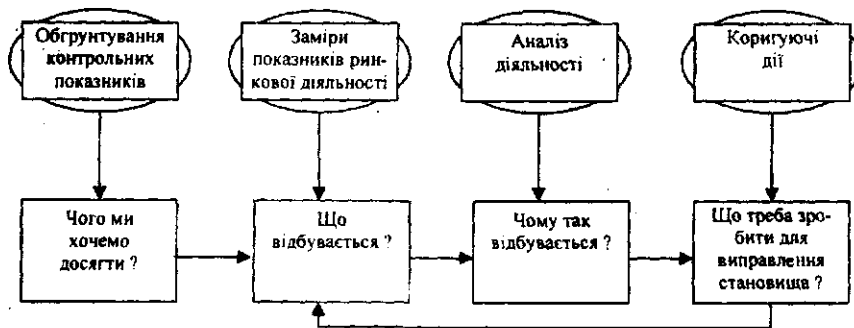 Обгрунтування
контрольних
показників
Заміри
показників рин-
кової діяльності
Аналіз
діяльності
Коригуючі
дії
Чого ми
хочемо
досягти ?
Що
відбувається ?
Чому так
відбувається ?
Що треба зро-
бити для
виправлення
становища ?